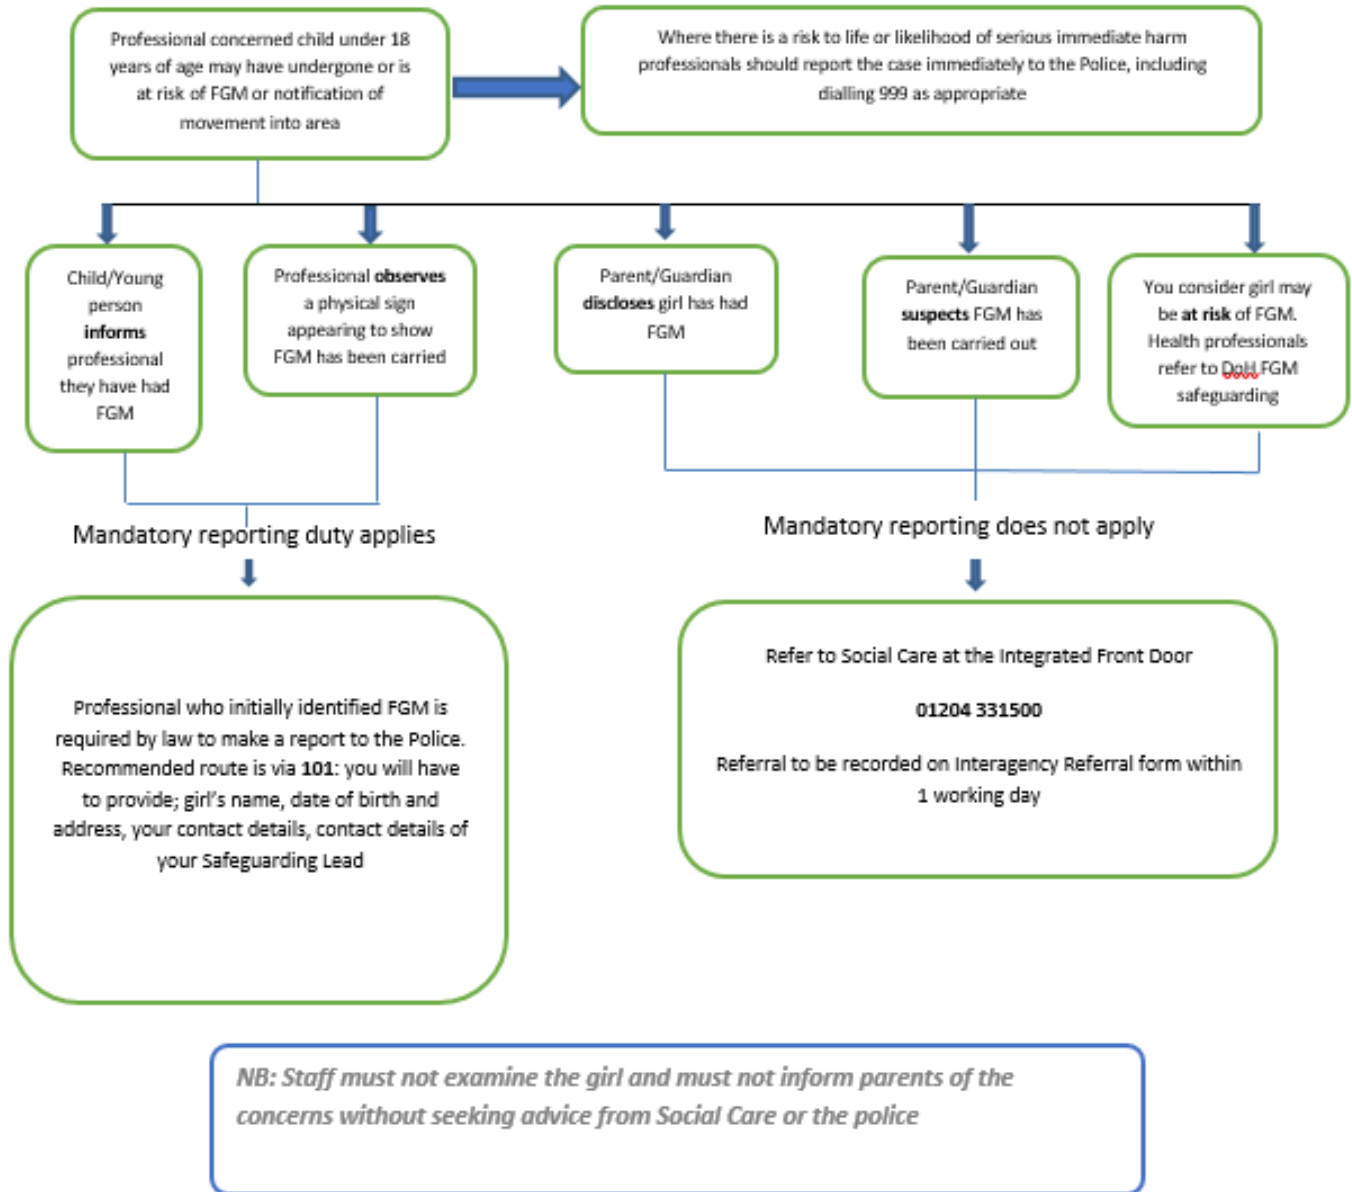 Professional concerned child under 18
years of age may have undergone or is
at risk of FGM or notification of
movement into area
Where there is a risk to life or likelihood of serious immediate harm
professionals should report the case immediately to the Police, including
dialling 999 as appropriate
Child/Young
person
informs
professional
they have had
FGM
Professional observes
a physical sign
appearing to show
FGM has been carried
Parent/Guardian
discloses girl has had
FGM
Parent/Guardian
suspects FGM has
been carried out
You consider girl may
be at risk of FGM.
Health professionals
refer to DoH FGM
safeguarding
Mandatory reporting duty applies
Mandatory reporting does not apply
Professional who initially identified FGM is
required by law to make a report to the Police.
Recommended route is via 101: you will have
to provide; girl's name, date of birth and
address, your contact details, contact details of
your Safeguarding Lead
Refer to Social Care at the Integrated Front Door
01204 331500
Referral to be recorded on Interagency Referral form within
1 working day
NB: Staff must not examine the girl and must not inform parents of the
concerns without seeking advice from Social Care or the police